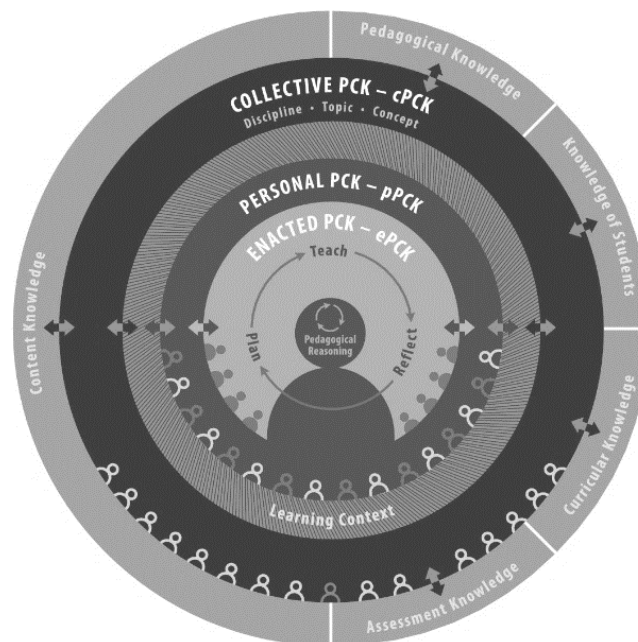 Pedagogical Knowledge
COLLECTIVE PCK – cPCK
Discipline • Topic • Concept
Knowledge of Students
PERSONAL PCK – pPCK
ENACTED PCK – ePCK
Teach
Content Knowledge
Plan
Pedagogical
Reasoning
Reflect
Curricular Knowledge
Learning Context
Assessment Knowledge